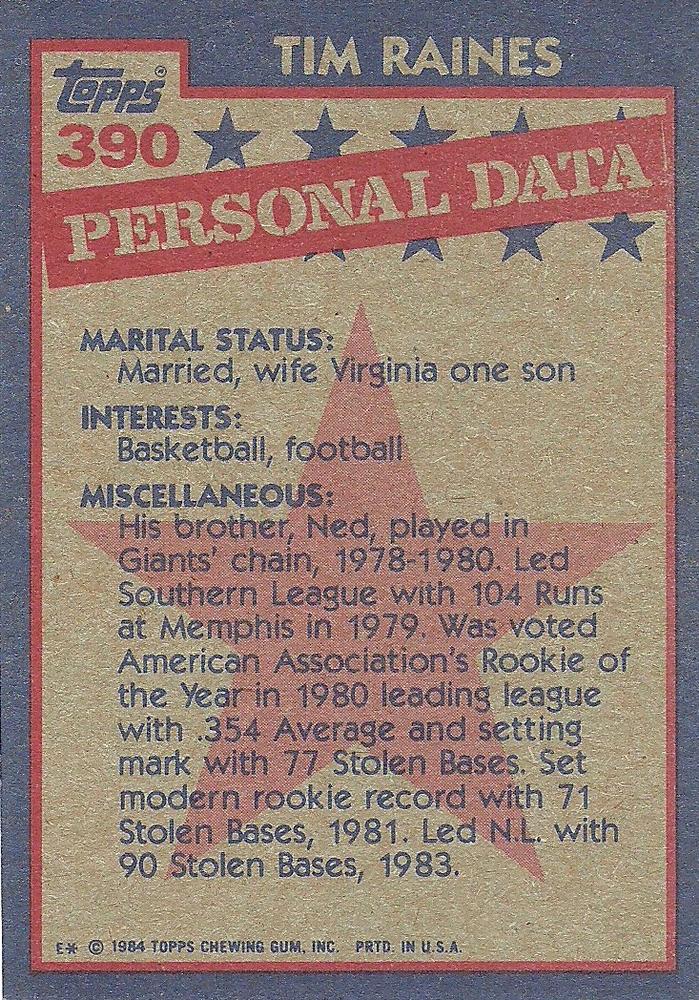 TIM RAINES
Topps®
390
PERSONAL DATA
MARITAL STATUS:
Married, wife Virginia one son
INTERESTS:
Basketball, football
MISCELLANEOUS:
His brother, Ned, played in
Giants' chain, 1978-1980. Led
Southern League with 104 Runs
at Memphis in 1979. Was voted
American Association's Rookie of
the Year in 1980 leading league
with .354 Average and setting
mark with 77 Stolen Bases. Set
modern rookie record with 71
Stolen Bases, 1981. Led N.L. with
90 Stolen Bases, 1983.
E* © 1984 TOPPS CHEWING GUM, INC. PRTD. IN U.S.A.